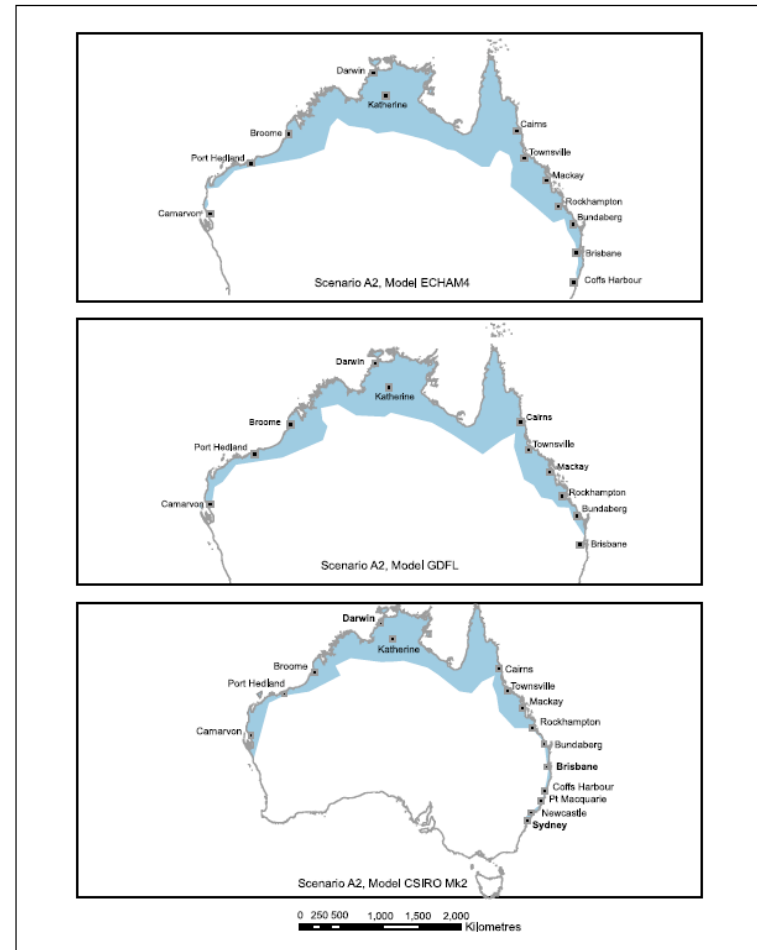 Darwin
Katherine
Broome
Cairns
Port Hedland
Townsville
Mackay
Carnarvon
Rockhampton
Bundaberg
Brisbane
Coffs Harbour
Scenario A2, Model ECHAM4
Darwin
Katherine
Broome
Cairns
Port Hedland
Townsville
Mackay
Rockhampton
Carnarvon
Bundaberg
Brisbane
Scenario A2, Model GDFL
Darwin
Katherine
Broome
Cairns
Port Hedland
Townsville
Mackay
Rockhampton
Carnarvon
Bundaberg
Brisbane
Coffs Harbour
Pt Macquarie
Newcastle
Sydney
Scenario A2, Model CSIRO Mk2
0 250 500 1,000 1,500 2,000
Kilometres